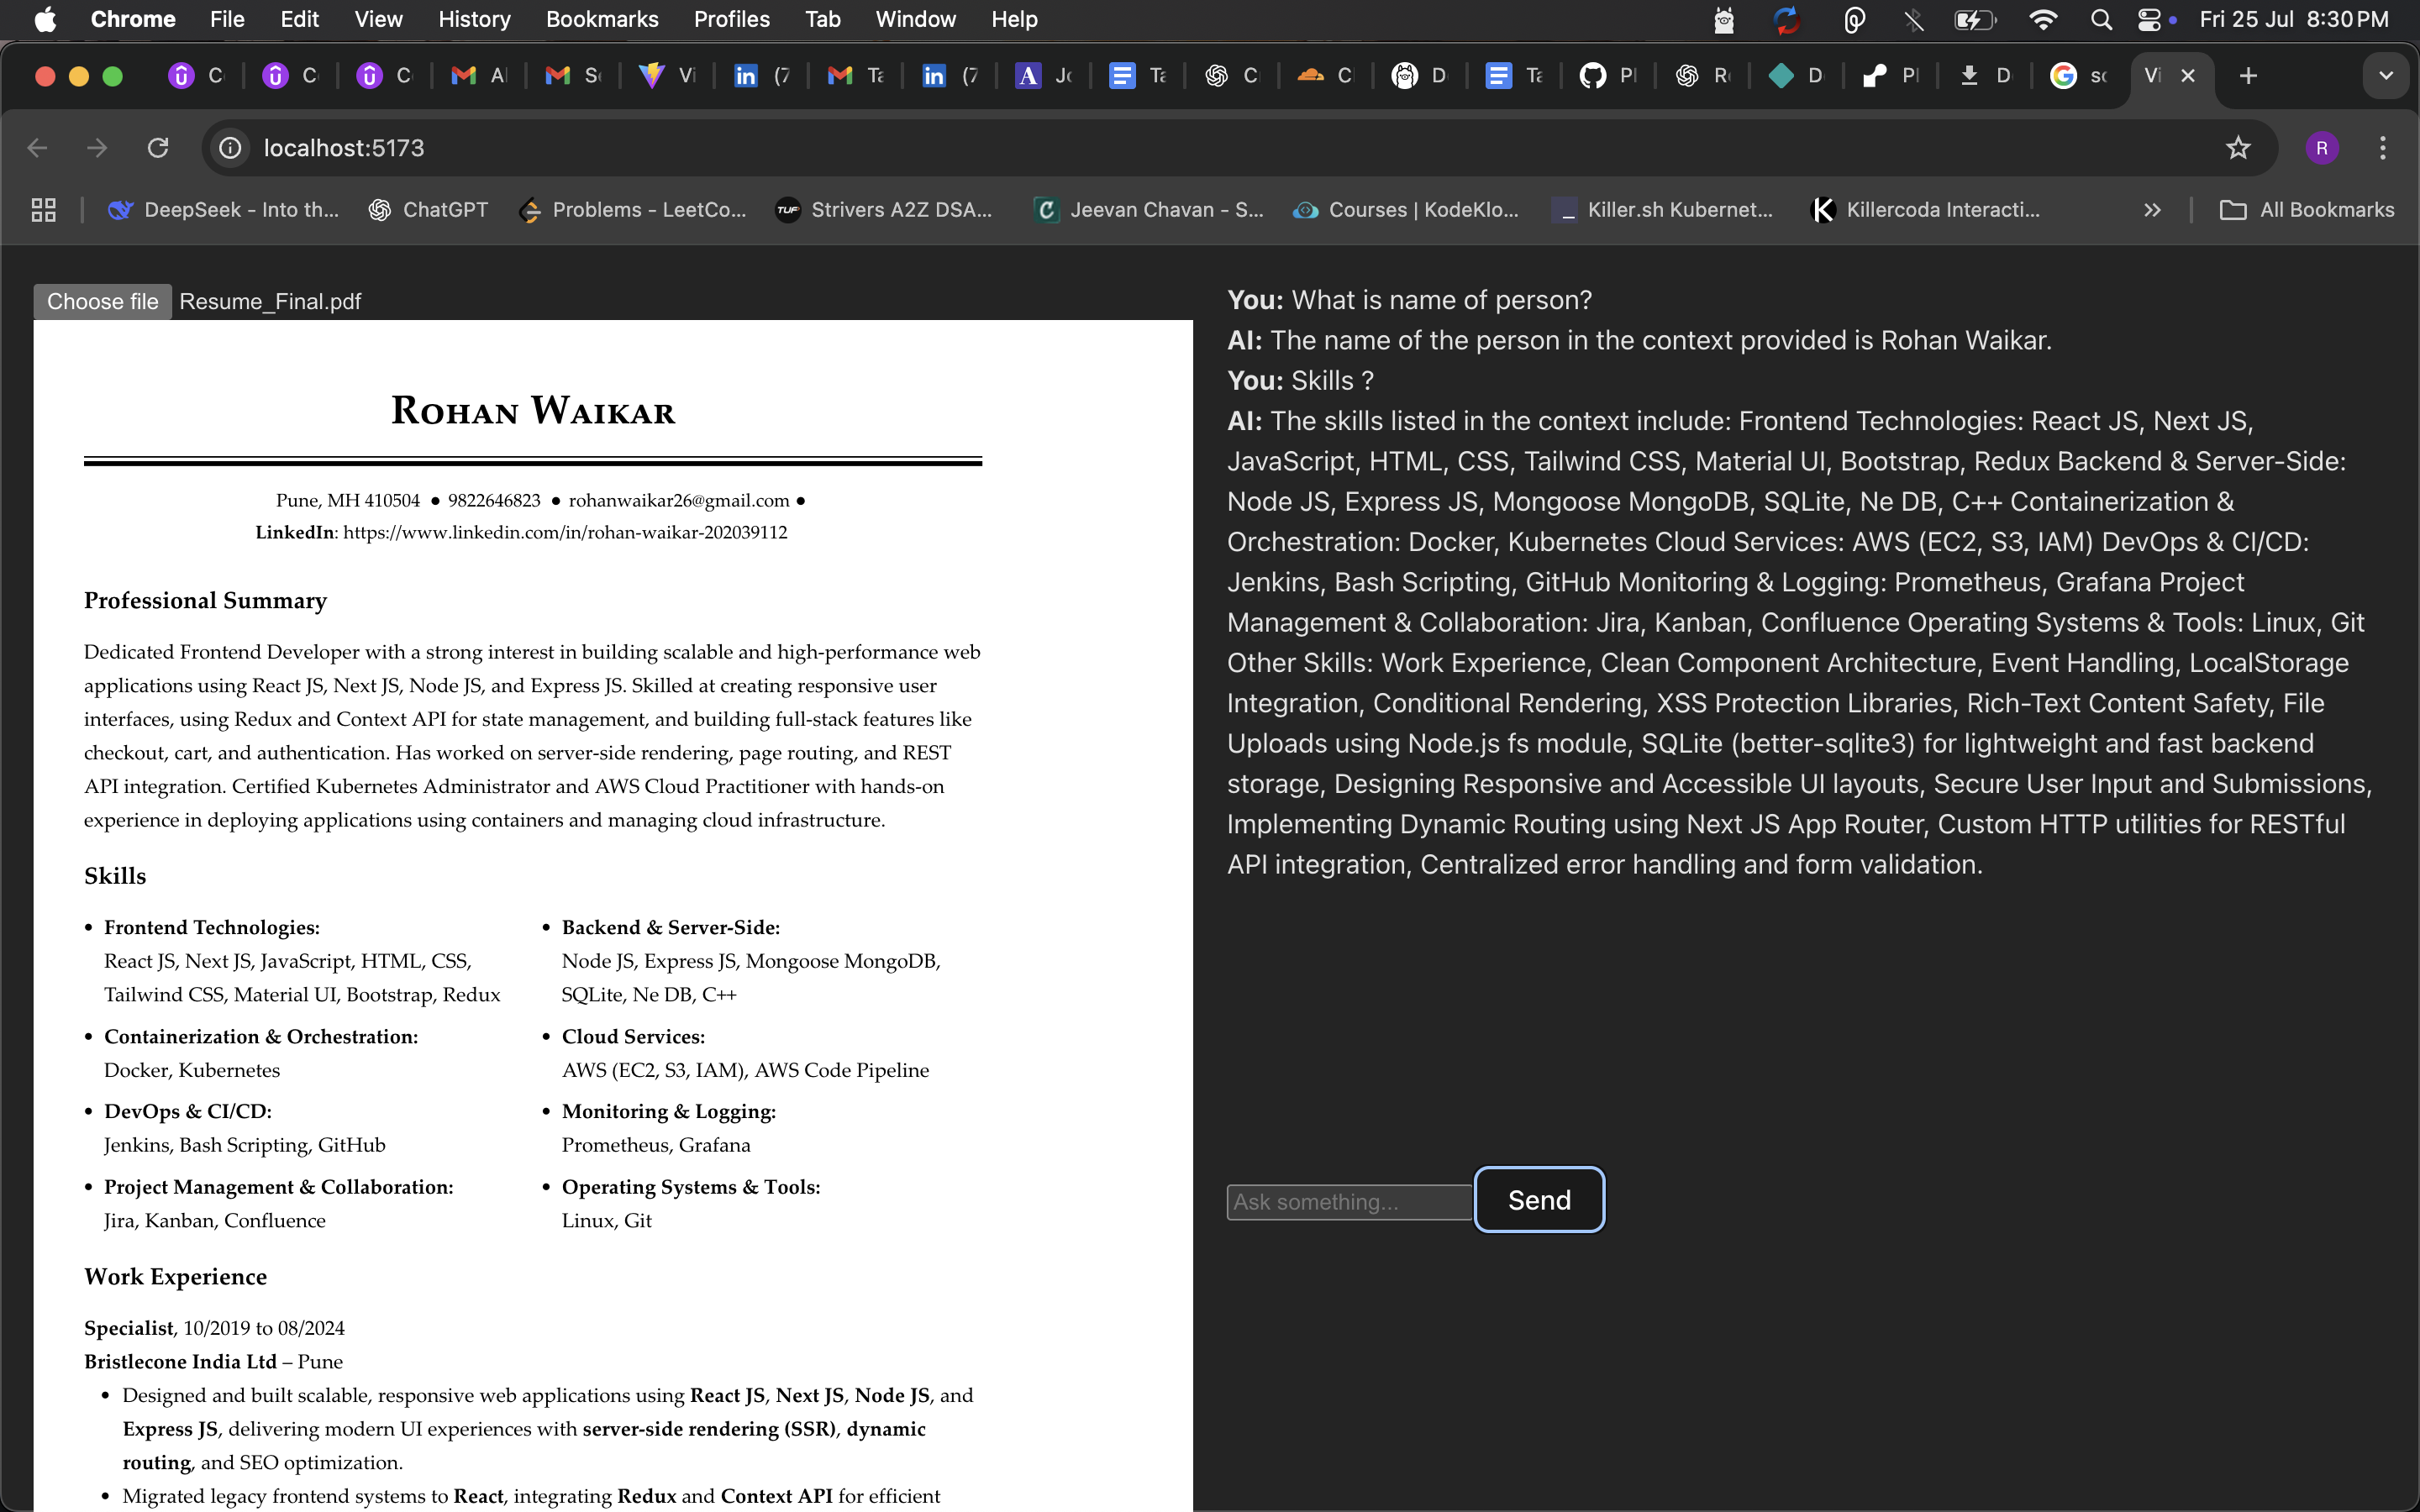 Chrome File Edit View History Bookmarks Profiles Tab Window Help Fri 25 Jul 8:30 PM
C C C A S Vi (7 Ta (7 Jo Ta C C D Ta Pl R D Pl D sc Vi
localhost:5173 R
DeepSeek - Into th... ChatGPT Problems - LeetCo... TUF Strivers A2Z DSA... Jeevan Chavan - S... Courses | KodeKlo... Killer.sh Kubernet... Killercoda Interacti... All Bookmarks
Choose file Resume_Final.pdf
Rohan Waikar
Pune, MH 410504 ● 9822646823 ● rohanwaikar26@gmail.com ●
LinkedIn: https://www.linkedin.com/in/rohan-waikar-202039112
Professional Summary
Dedicated Frontend Developer with a strong interest in building scalable and high-performance web
applications using React JS, Next JS, Node JS, and Express JS. Skilled at creating responsive user
interfaces, using Redux and Context API for state management, and building full-stack features like
checkout, cart, and authentication. Has worked on server-side rendering, page routing, and REST
API integration. Certified Kubernetes Administrator and AWS Cloud Practitioner with hands-on
experience in deploying applications using containers and managing cloud infrastructure.
Skills
• Frontend Technologies:
React JS, Next JS, JavaScript, HTML, CSS,
Tailwind CSS, Material UI, Bootstrap, Redux
• Containerization & Orchestration:
Docker, Kubernetes
• DevOps & CI/CD:
Jenkins, Bash Scripting, GitHub
• Project Management & Collaboration:
Jira, Kanban, Confluence
• Backend & Server-Side:
Node JS, Express JS, Mongoose MongoDB,
SQLite, Ne DB, C++
• Cloud Services:
AWS (EC2, S3, IAM), AWS Code Pipeline
• Monitoring & Logging:
Prometheus, Grafana
• Operating Systems & Tools:
Linux, Git
Work Experience
Specialist, 10/2019 to 08/2024
Bristlecone India Ltd – Pune
• Designed and built scalable, responsive web applications using React JS, Next JS, Node JS, and
Express JS, delivering modern UI experiences with server-side rendering (SSR), dynamic
routing, and SEO optimization.
• Migrated legacy frontend systems to React, integrating Redux and Context API for efficient
You: What is name of person?
AI: The name of the person in the context provided is Rohan Waikar.
You: Skills ?
AI: The skills listed in the context include: Frontend Technologies: React JS, Next JS,
JavaScript, HTML, CSS, Tailwind CSS, Material UI, Bootstrap, Redux Backend & Server-Side:
Node JS, Express JS, Mongoose MongoDB, SQLite, Ne DB, C++ Containerization &
Orchestration: Docker, Kubernetes Cloud Services: AWS (EC2, S3, IAM) DevOps & CI/CD:
Jenkins, Bash Scripting, GitHub Monitoring & Logging: Prometheus, Grafana Project
Management & Collaboration: Jira, Kanban, Confluence Operating Systems & Tools: Linux, Git
Other Skills: Work Experience, Clean Component Architecture, Event Handling, LocalStorage
Integration, Conditional Rendering, XSS Protection Libraries, Rich-Text Content Safety, File
Uploads using Node.js fs module, SQLite (better-sqlite3) for lightweight and fast backend
storage, Designing Responsive and Accessible UI layouts, Secure User Input and Submissions,
Implementing Dynamic Routing using Next JS App Router, Custom HTTP utilities for RESTful
API integration, Centralized error handling and form validation.
Ask something... Send